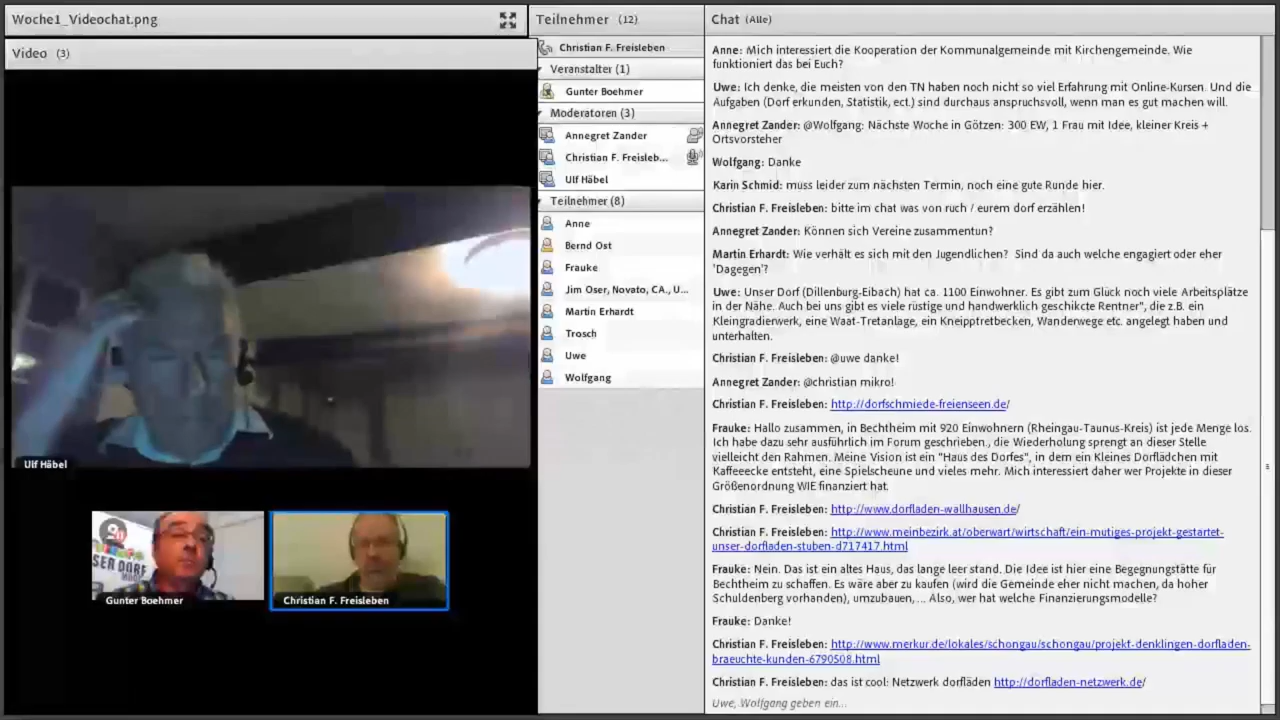 Woche1_Videochat.png
Video (3)
Ulf Häbel
SER DORF
Gunter Boehmer
Christian F. Freisleben
Teilnehmer (12)
Christian F. Freisleben
Veranstalter (1)
Gunter Boehmer
Moderatoren (3)
Annegret Zander
Christian F. Freisleb...
Ulf Häbel
Teilnehmer (8)
Anne
Bernd Ost
Frauke
Jim Oser, Novato, CA., U...
Martin Erhardt
Trosch
Uwe
Wolfgang
Chat (Alle)
Anne: Mich interessiert die Kooperation der Kommunalgemeinde mit Kirchengemeinde. Wie
funktioniert das bei Euch?
Uwe: Ich denke, die meisten von den TN haben noch nicht so viel Erfahrung mit Online-Kursen. Und die
Aufgaben (Dorf erkunden, Statistik, ect.) sind durchaus anspruchsvoll, wenn man es gut machen will.
Annegret Zander: @Wolfgang: Nächste Woche in Götzen: 300 EW, 1 Frau mit Idee, kleiner Kreis +
Ortsvorsteher
Wolfgang: Danke
Karin Schmid: muss leider zum nächsten Termin, noch eine gute Runde hier.
Christian F. Freisleben: bitte im chat was von ruch / eurem dorf erzählen!
Annegret Zander: Können sich Vereine zusammentun?
Martin Erhardt: Wie verhält es sich mit den Jugendlichen? Sind da auch welche engagiert oder eher
'Dagegen'?
Uwe: Unser Dorf (Dillenburg-Eibach) hat ca. 1100 Einwohner. Es gibt zum Glück noch viele Arbeitsplätze
in der Nähe. Auch bei uns gibt es viele rüstige und handwerklich geschikcte Rentner", die z.B. ein
Kleingradierwerk, eine Waat-Tretanlage, ein Kneipptretbecken, Wanderwege etc. angelegt haben und
unterhalten.
Christian F. Freisleben: @uwe danke!
Annegret Zander: @christian mikro!
Christian F. Freisleben: http://dorfschmiede-freienseen.de/
Frauke: Hallo zusammen, in Bechtheim mit 920 Einwohnern (Rheingau-Taunus-Kreis) ist jede Menge los.
Ich habe dazu sehr ausführlich im Forum geschrieben., die Wiederholung sprengt an dieser Stelle
vielleicht den Rahmen. Meine Vision ist ein "Haus des Dorfes", in dem ein Kleines Dorflädchen mit
Kaffeeecke entsteht, eine Spielscheune und vieles mehr. Mich interessiert daher wer Projekte in dieser
Größenordnung WIE finanziert hat.
Christian F. Freisleben: http://www.dorfladen-wallhausen.de/
Christian F. Freisleben: http://www.meinbezirk.at/oberwart/wirtschaft/ein-mutiges-projekt-gestartet-
unser-dorfladen-stuben-d717417.html
Frauke: Nein. Das ist ein altes Haus, das lange leer stand. Die Idee ist hier eine Begegnungstätte für
Bechtheim zu schaffen. Es wäre aber zu kaufen (wird die Gemeinde eher nicht machen, da hoher
Schuldenberg vorhanden), umzubauen,... Also, wer hat welche Finanzierungsmodelle?
Frauke: Danke!
Christian F. Freisleben: http://www.merkur.de/lokales/schongau/schongau/projekt-denklingen-dorfladen-
braeuchte-kunden-6790508.html
Christian F. Freisleben: das ist cool: Netzwerk dorfläden http://dorfladen-netzwerk.de/
Uwe, Wolfgang geben ein...